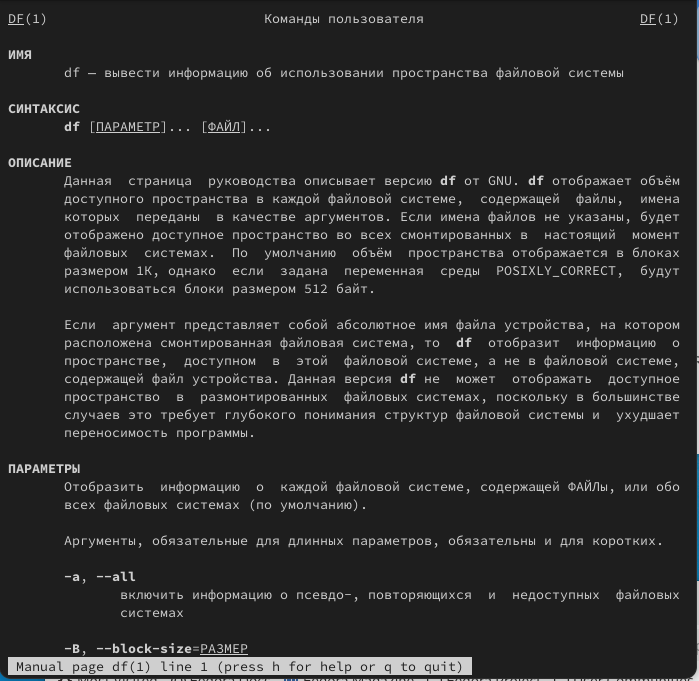 DF(1) Команды пользователя DF(1)
ИМЯ
df — вывести информацию об использовании пространства файловой системы
СИНТАКСИС
df [ПАРАМЕТР]... [ФАЙЛ]...
ОПИСАНИЕ
Данная страница руководства описывает версию df от GNU. df отображает объём
доступного пространства в каждой файловой системе, содержащей файлы, имена
которых переданы в качестве аргументов. Если имена файлов не указаны, будет
отображено доступное пространство во всех смонтированных в настоящий момент
файловых системах. По умолчанию объём пространства отображается в блоках
размером 1K, однако если задана переменная среды POSIXLY_CORRECT, будут
использоваться блоки размером 512 байт.
Если аргумент представляет собой абсолютное имя файла устройства, на котором
расположена смонтированная файловая система, то df отобразит информацию о
пространстве, доступном в этой файловой системе, а не в файловой системе,
содержащей файл устройства. Данная версия df не может отображать доступное
пространство в размонтированных файловых системах, поскольку в большинстве
случаев это требует глубокого понимания структур файловой системы и ухудшает
переносимость программы.
ПАРАМЕТРЫ
Отобразить информацию о каждой файловой системе, содержащей ФАЙЛы, или обо
всех файловых системах (по умолчанию).
Аргументы, обязательные для длинных параметров, обязательны и для коротких.
-a, --all
включить информацию о псевдо-, повторяющихся и недоступных файловых
системах
-B, --block-size=РАЗМЕР
Manual page df(1) line 1 (press h for help or q to quit)